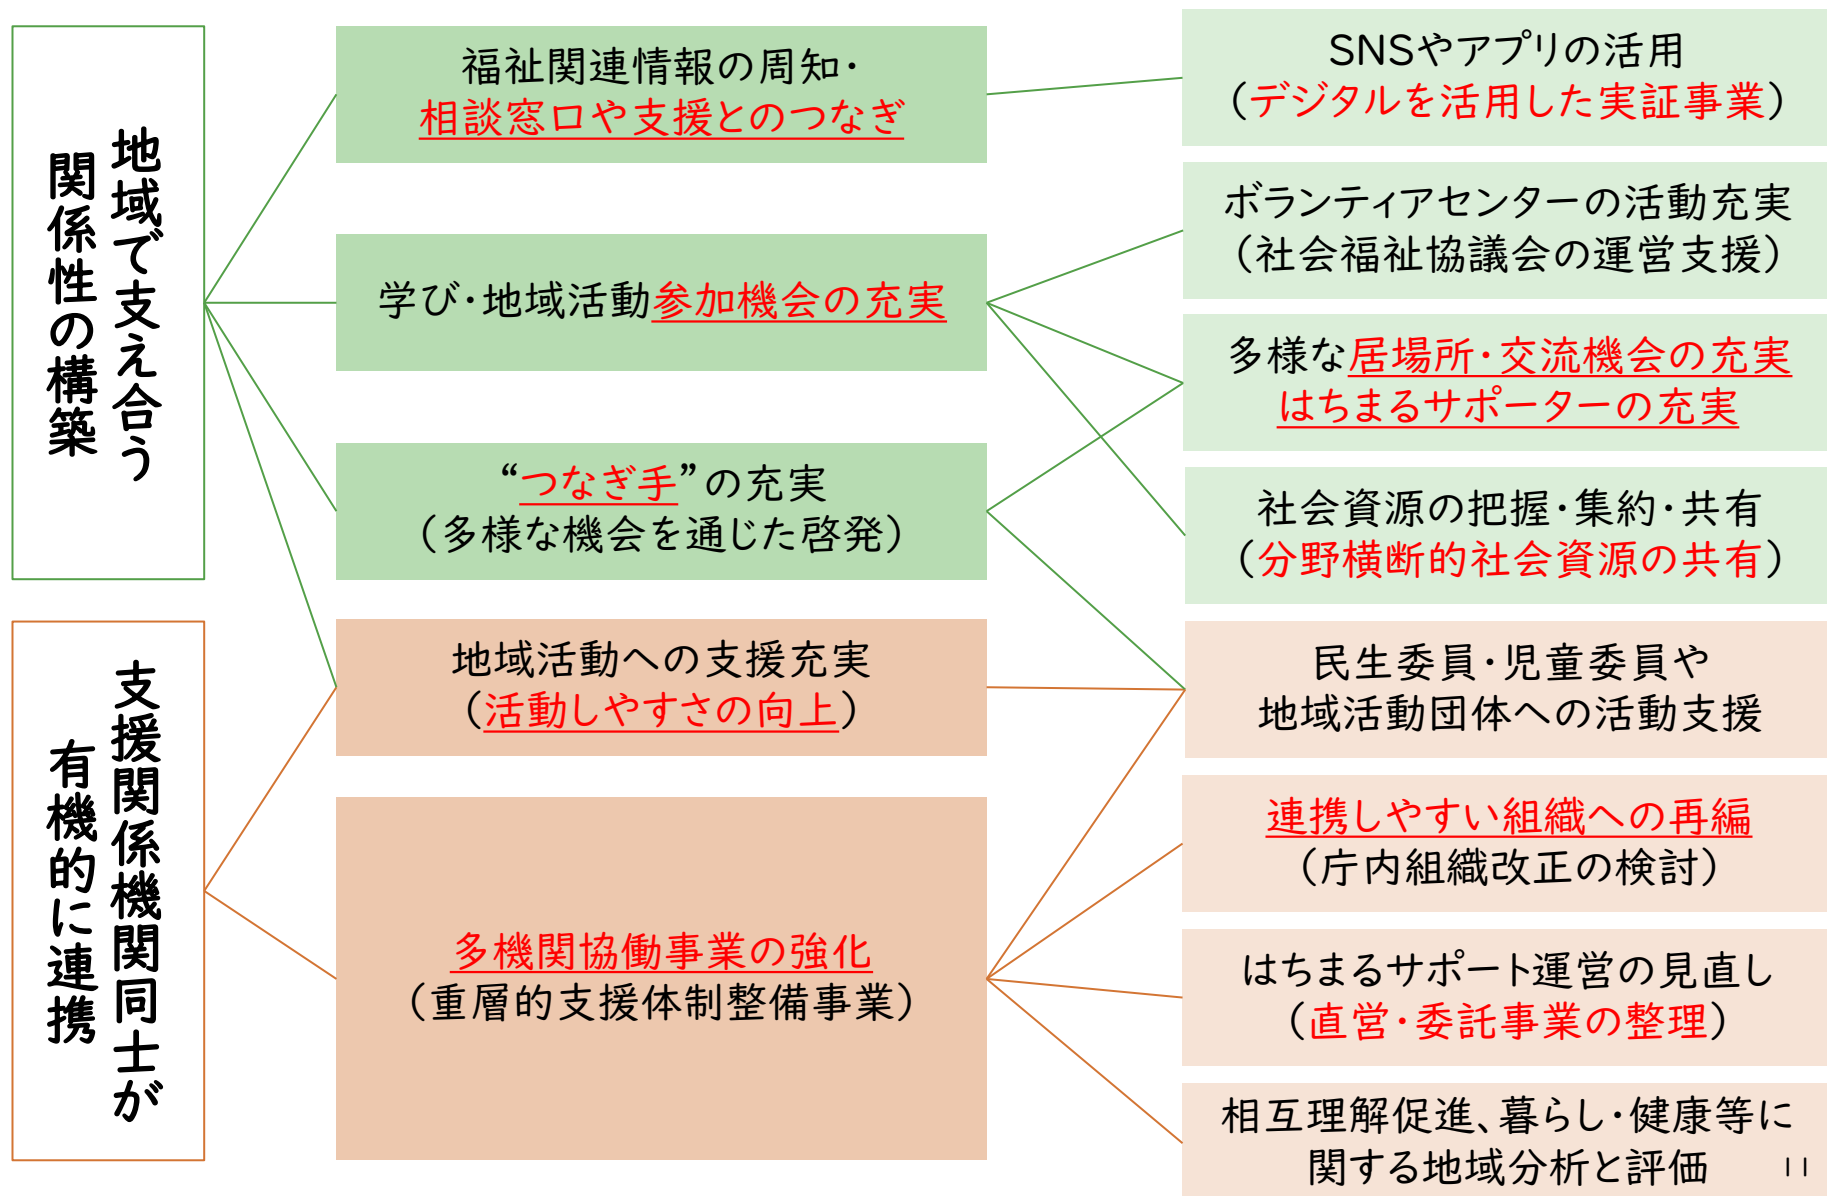 地域で支え合う
関係性の構築
福祉関連情報の周知・
相談窓口や支援とのつなぎ
学び・地域活動参加機会の充実
“つなぎ手”の充実
（多様な機会を通じた啓発）
SNSやアプリの活用
（デジタルを活用した実証事業）
ボランティアセンターの活動充実
（社会福祉協議会の運営支援）
多様な居場所・交流機会の充実
はちまるサポーターの充実
社会資源の把握・集約・共有
（分野横断的社会資源の共有）
支援関係機関同士が
有機的に連携
地域活動への支援充実
（活動しやすさの向上）
多機関協働事業の強化
（重層的支援体制整備事業）
民生委員・児童委員や
地域活動団体への活動支援
連携しやすい組織への再編
（庁内組織改正の検討）
はちまるサポート運営の見直し
（直営・委託事業の整理）
相互理解促進、暮らし・健康等に
関する地域分析と評価
11